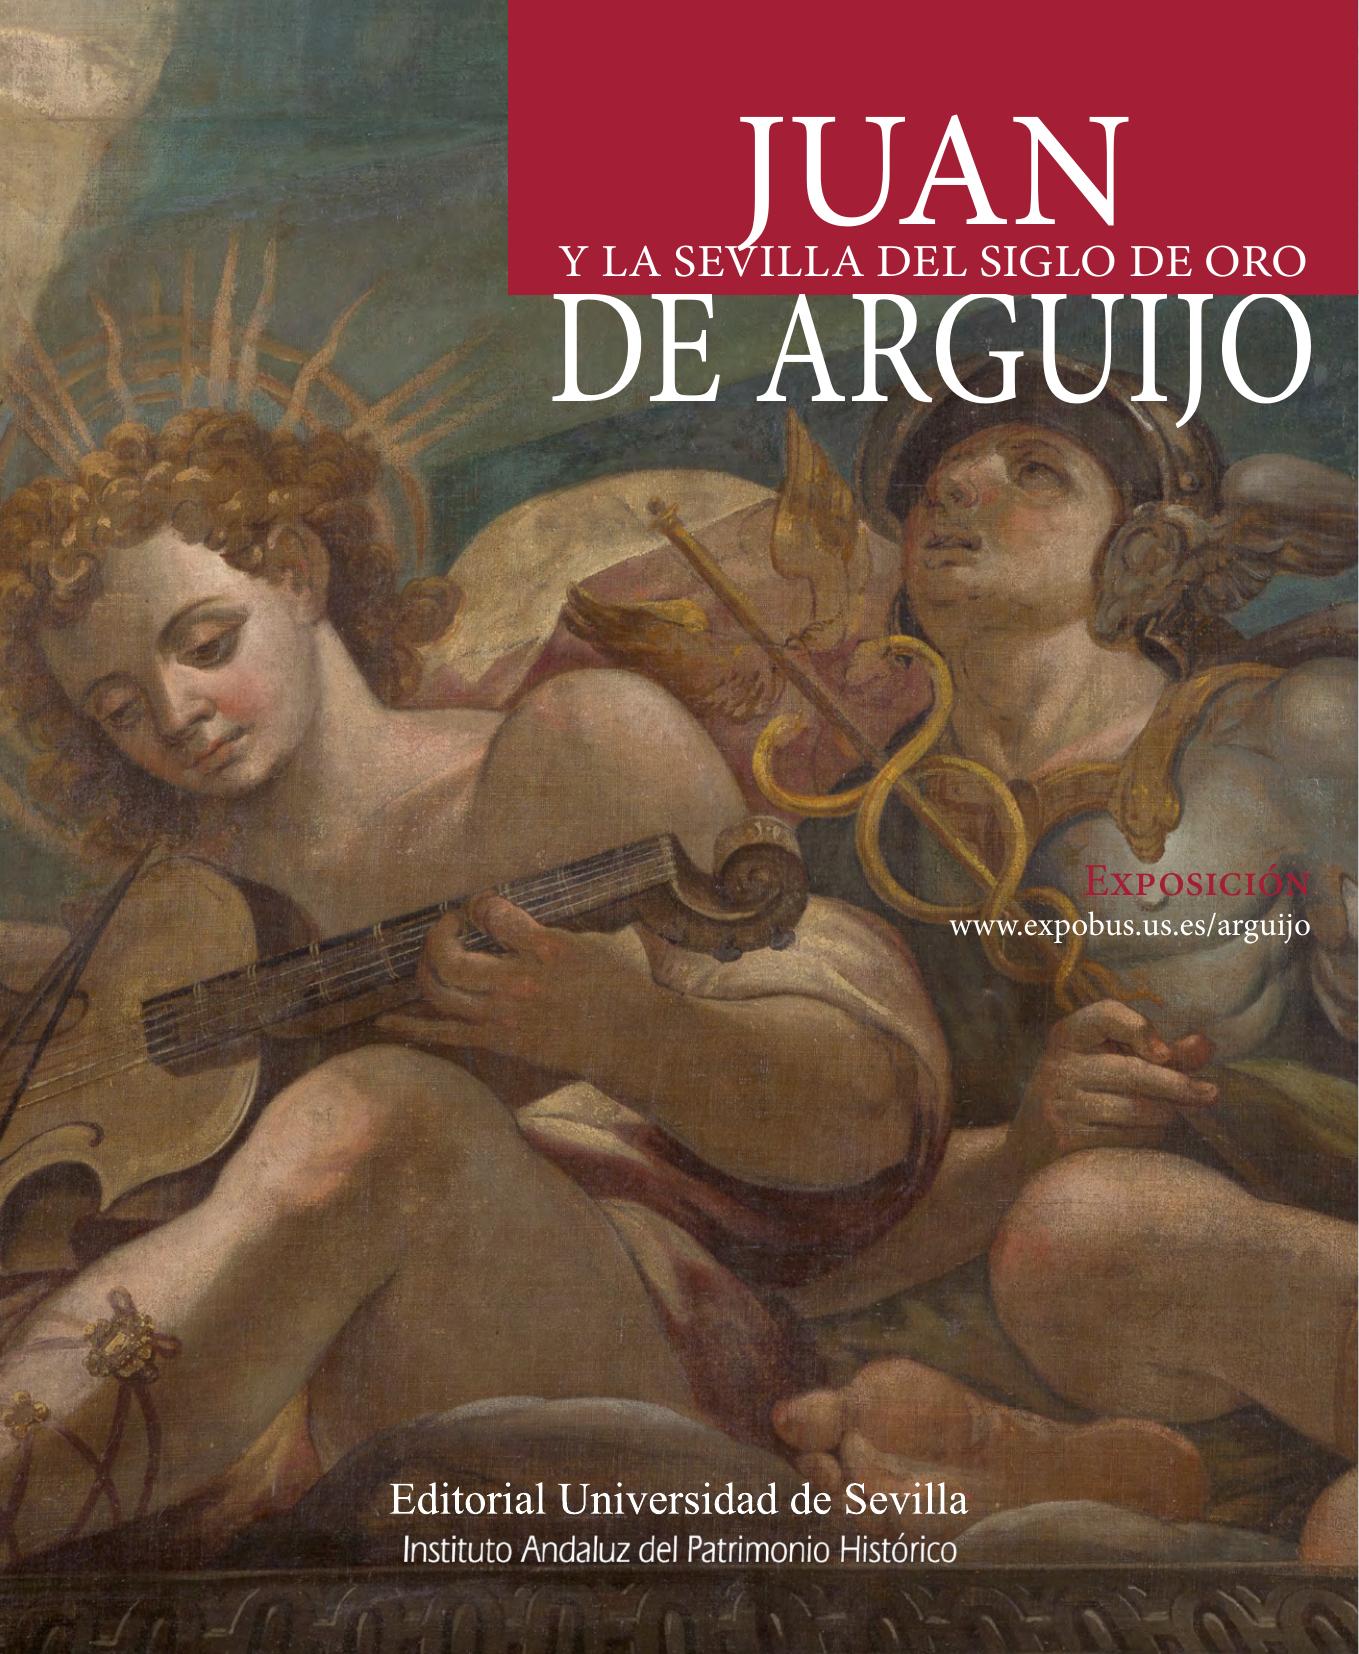 JUAN
Y LA SEVILLA DEL SIGLO DE ORO
DE ARGUIJO
EXPOSICIÓN
www.expobus.us.es/arguijo
Editorial Universidad de Sevilla
Instituto Andaluz del Patrimonio Histórico